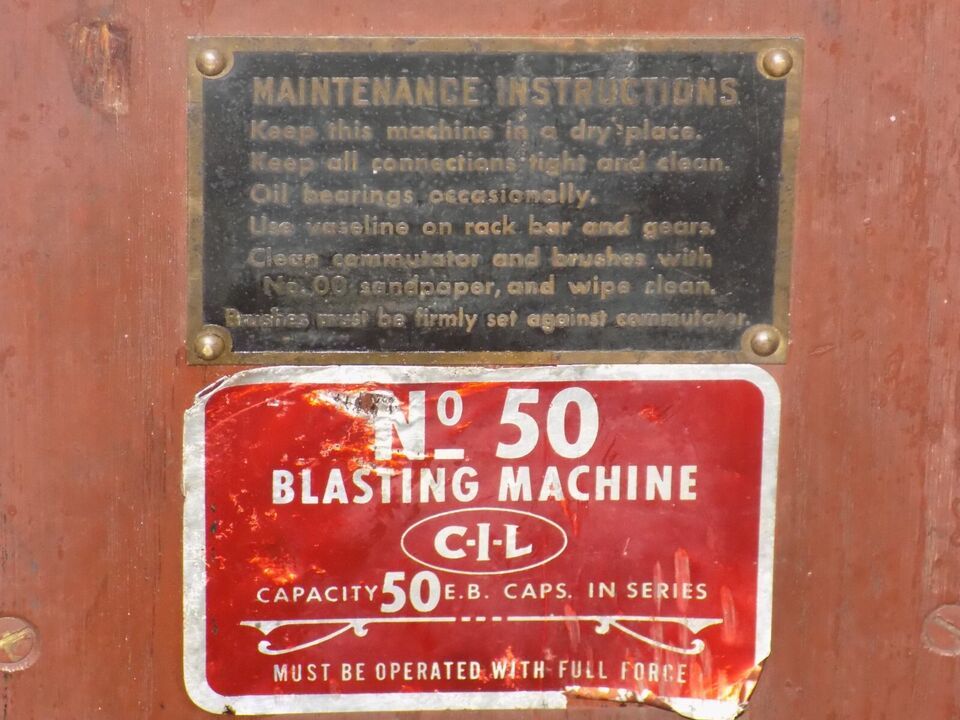 MAINTENANCE INSTRUCTIONS
Keep this machine in a dry place.
Keep all connections tight and clean.
Oil bearings occasionally.
Use vaseline on rack bar and gears.
Clean commutator and brushes with
No. 00 sandpaper, and wipe clean.
Brushes must be firmly set against commutator.
Nº 50
BLASTING MACHINE
C-I-L
CAPACITY 50 E.B. CAPS. IN SERIES
MUST BE OPERATED WITH FULL FORCE